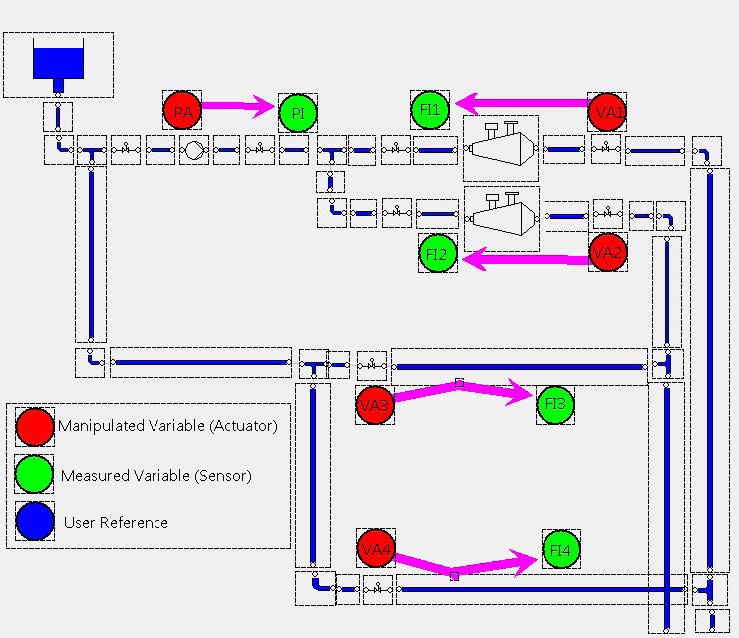 PA
PI
FI1
VA1
FI2
VA2
VA3
FI3
Manipulated Variable (Actuator)
Measured Variable (Sensor)
User Reference
VA4
FI4